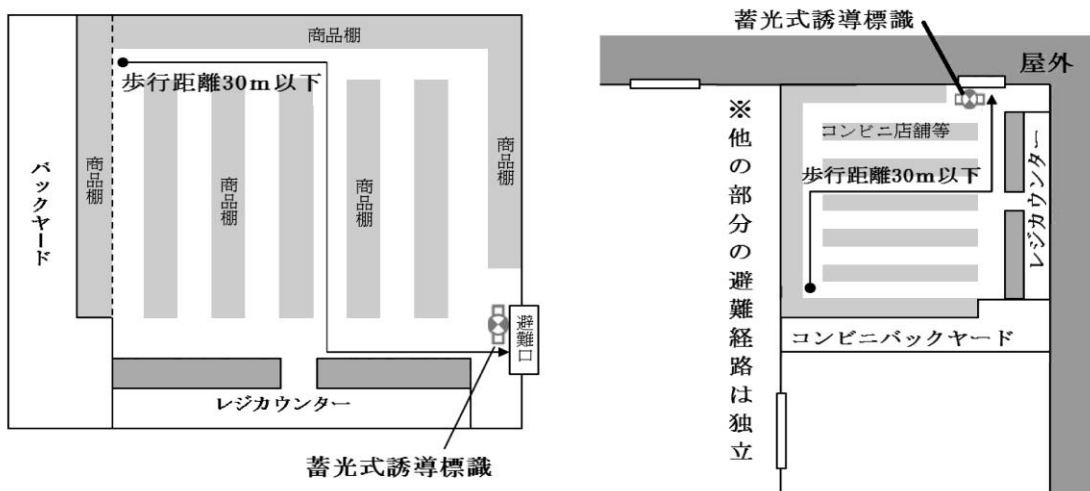 商品棚
歩行距離30m以下
商品棚
バックヤード
商品棚
商品棚
商品棚
避難口
レジカウンター
蓄光式誘導標識
蓄光式誘導標識
屋外
※他の部分の避難経路は独立
コンビニ店舗等
歩行距離30m以下
レジカウンター
コンビニバックヤード